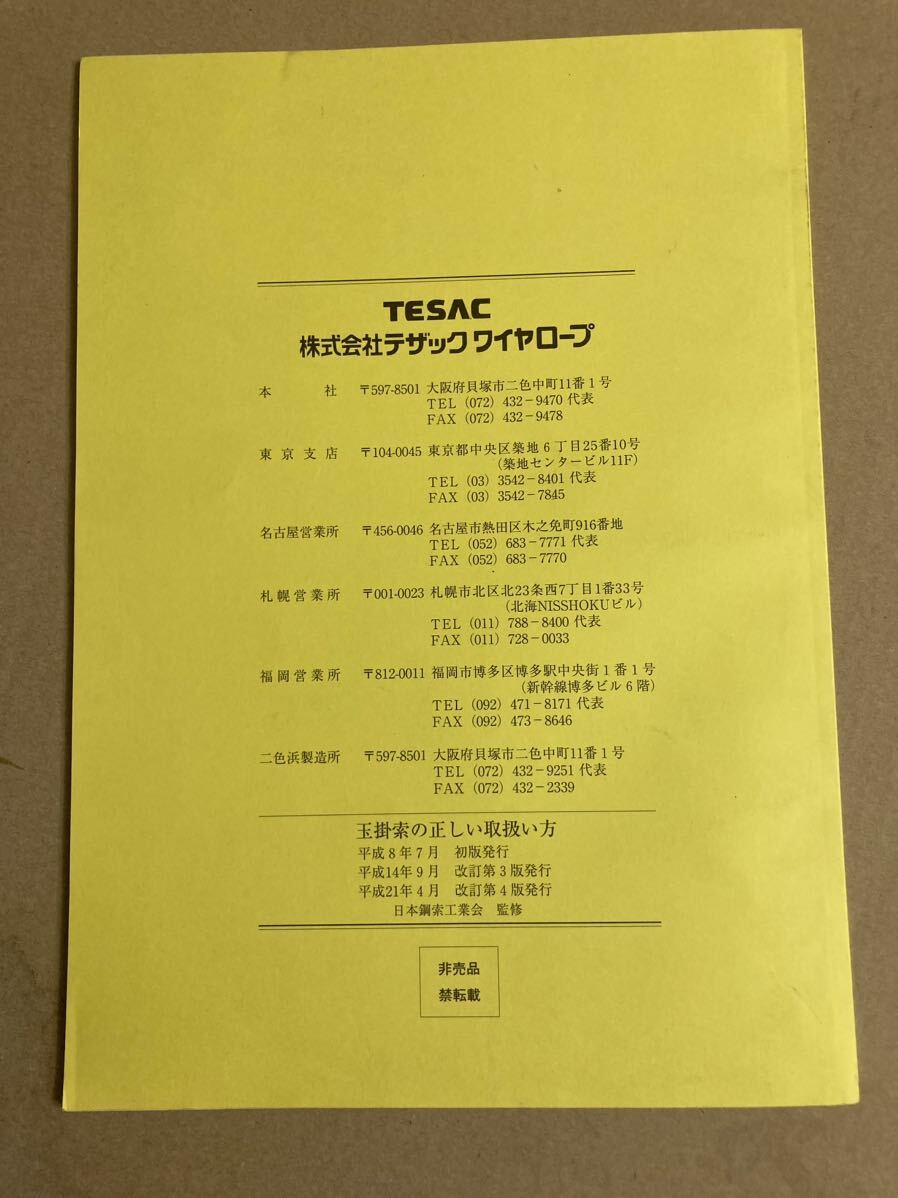 TESAC
株式会社テザック ワイヤロープ
本社 〒597-8501 大阪府貝塚市二色中町11番1号
TEL (072) 432-9470 代表
FAX (072) 432-9478
東京支店 〒104-0045 東京都中央区築地6丁目25番10号
(築地センタービル11F)
TEL (03) 3542-8401 代表
FAX (03) 3542-7845
名古屋営業所 〒456-0046 名古屋市熱田区木之免町916番地
TEL (052) 683-7771 代表
FAX (052) 683-7770
札幌営業所 〒001-0023 札幌市北区北23条西7丁目1番33号
(北海NISSHOKUビル)
TEL (011) 788-8400 代表
FAX (011) 728-0033
福岡営業所 〒812-0011 福岡市博多区博多駅中央街1番1号
(新幹線博多ビル6階)
TEL (092) 471-8171 代表
FAX (092) 473-8646
二色浜製造所 〒597-8501 大阪府貝塚市二色中町11番1号
TEL (072) 432-9251 代表
FAX (072) 432-2339
玉掛索の正しい取扱い方
平成8年7月 初版発行
平成14年9月 改訂第3版発行
平成21年4月 改訂第4版発行
日本鋼索工業会 監修
非売品
禁転載